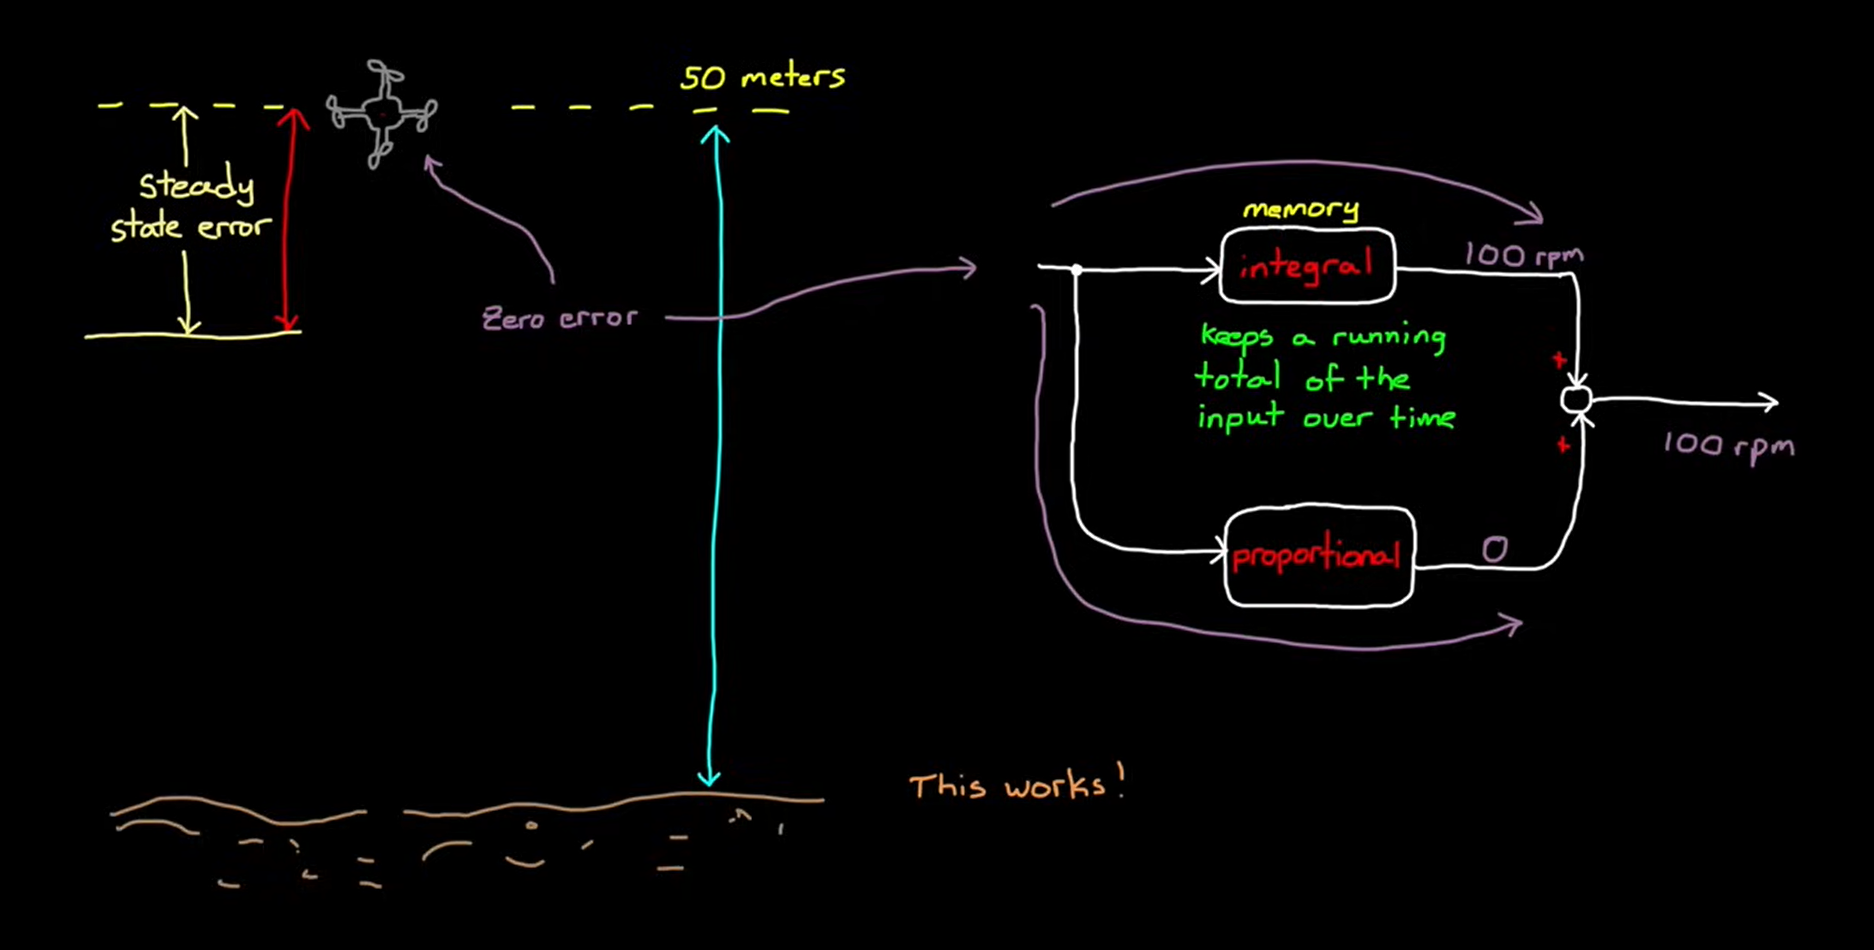 50 meters
steady
state error
Zero error
memory
integral
100 rpm
keeps a running
total of the
input over time
+
+
100 rpm
proportional
0
This works!